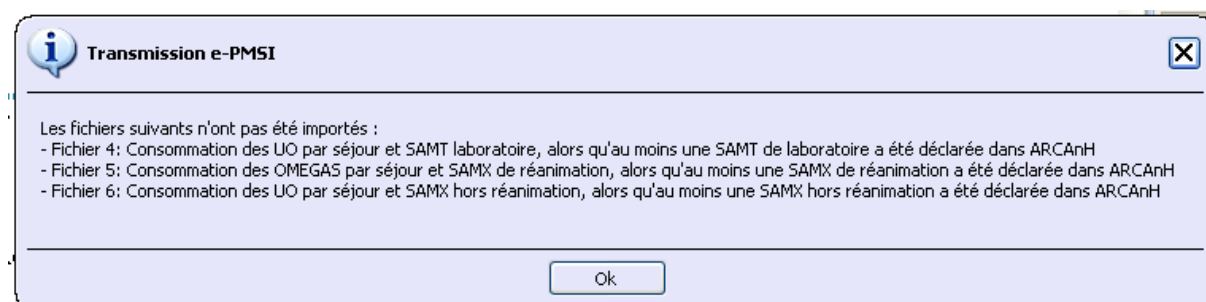 Transmission e-PMSI
Les fichiers suivants n'ont pas été importés :
- Fichier 4: Consommation des UO par séjour et SAMT laboratoire, alors qu'au moins une SAMT de laboratoire a été déclarée dans ARCAnH
- Fichier 5: Consommation des OMEGAS par séjour et SAMX de réanimation, alors qu'au moins une SAMX de réanimation a été déclarée dans ARCAnH
- Fichier 6: Consommation des UO par séjour et SAMX hors réanimation, alors qu'au moins une SAMX hors réanimation a été déclarée dans ARCAnH
Ok